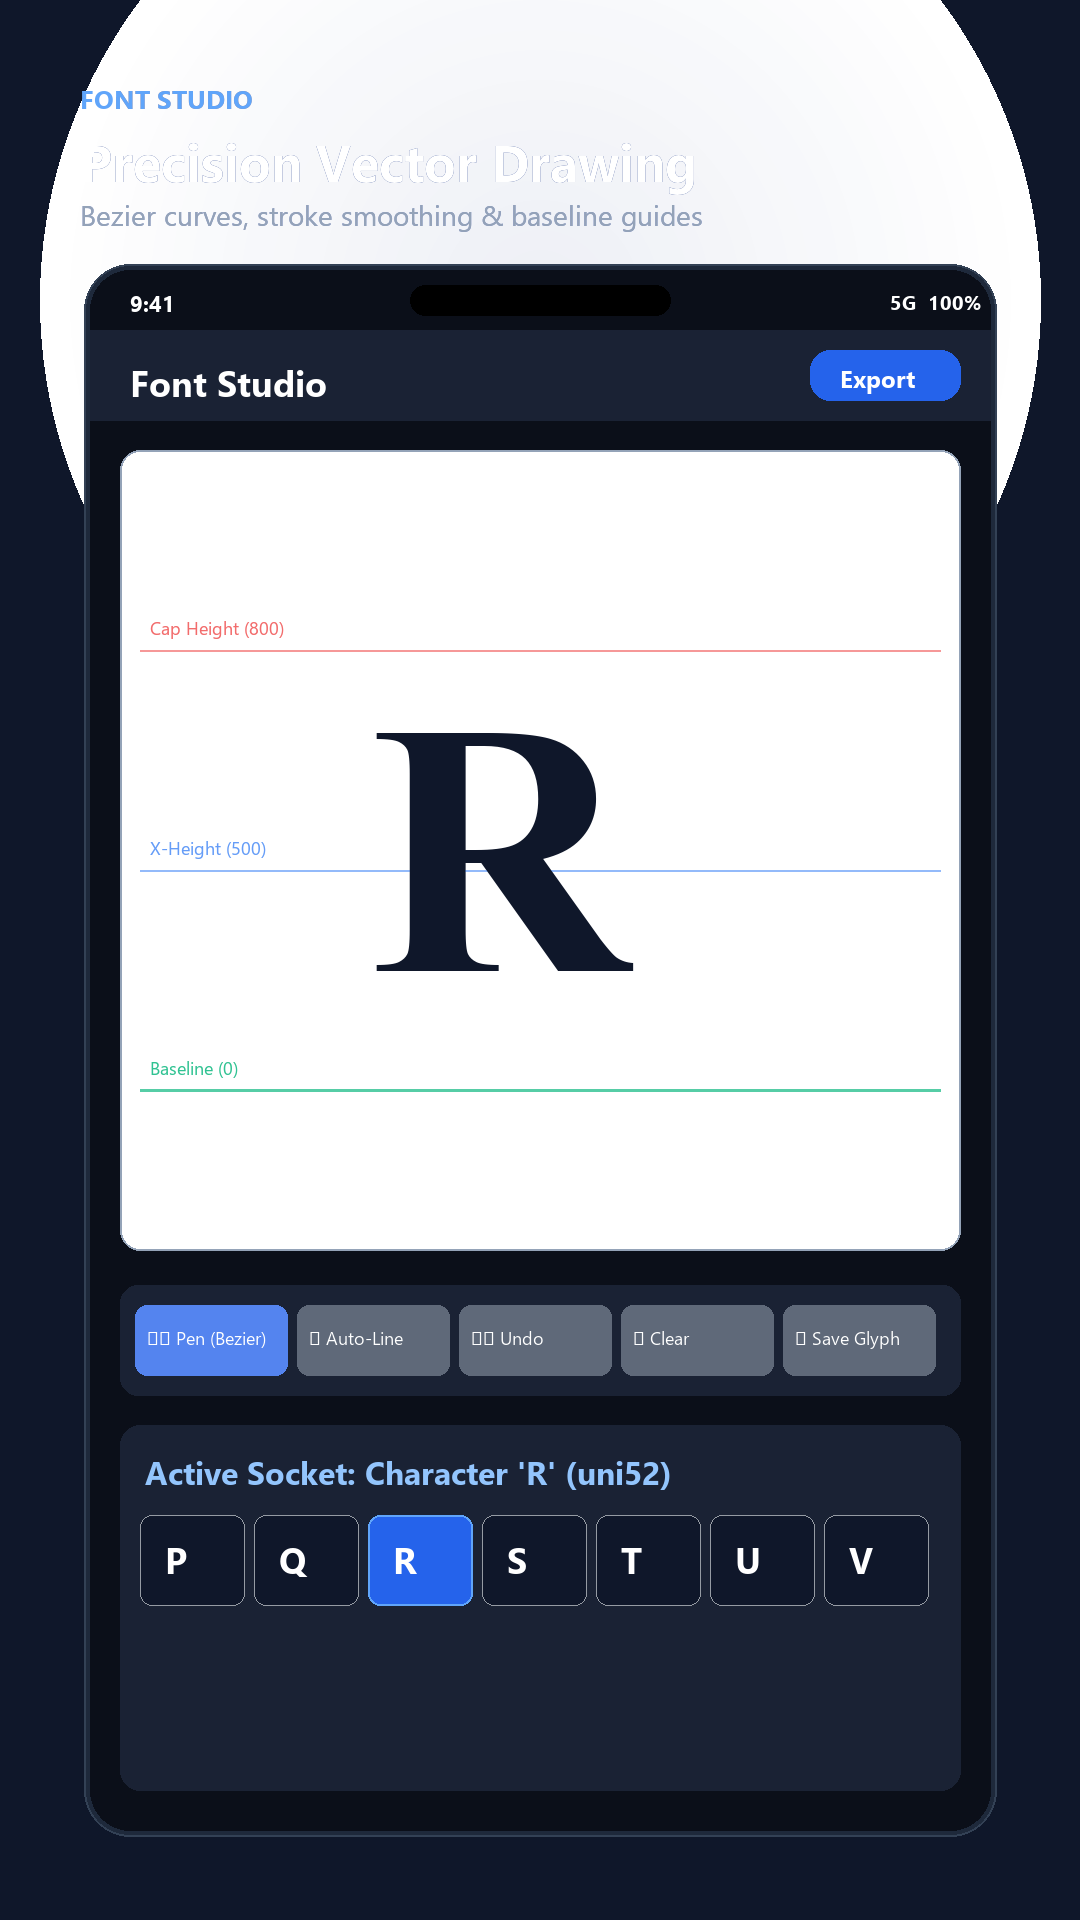 FONT STUDIO
Precision Vector Drawing
Bezier curves, stroke smoothing & baseline guides
9:41
5G 100%
Font Studio
Export
Cap Height (800)
R
X-Height (500)
Baseline (0)
Pen (Bezier)
Auto-Line
Undo
Clear
Save Glyph
Active Socket: Character 'R' (uni52)
P Q R S T U V